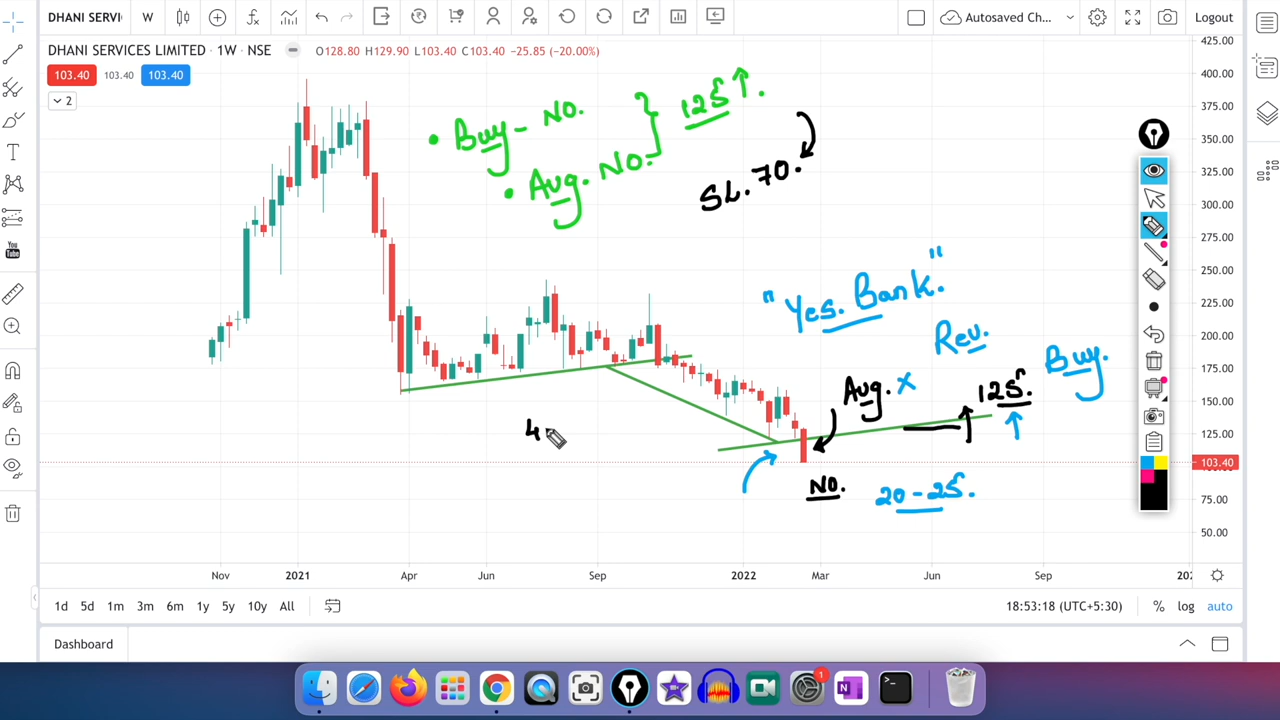 DHANI SERVI
W
Autosaved Ch...
Logout
DHANI SERVICES LIMITED · 1W · NSE
O128.80 H129.90 L103.40 C103.40 −25.85 (−20.00%)
103.40
103.40
103.40
2
• Buy - No.
• Avg. No.
125 ↑.
SL. 70.
"Yes. Bank."
Rev.
Buy.
Avg. x
125.
4
No.
20 - 25.
425.00
400.00
375.00
350.00
325.00
300.00
275.00
250.00
225.00
200.00
175.00
150.00
125.00
103.40
75.00
50.00
Nov
2021
Apr
Jun
Sep
2022
Mar
Jun
Sep
202
1d
5d
1m
3m
6m
1y
5y
10y
All
18:53:18 (UTC+5:30)
%
log
auto
Dashboard
You
Tube
1